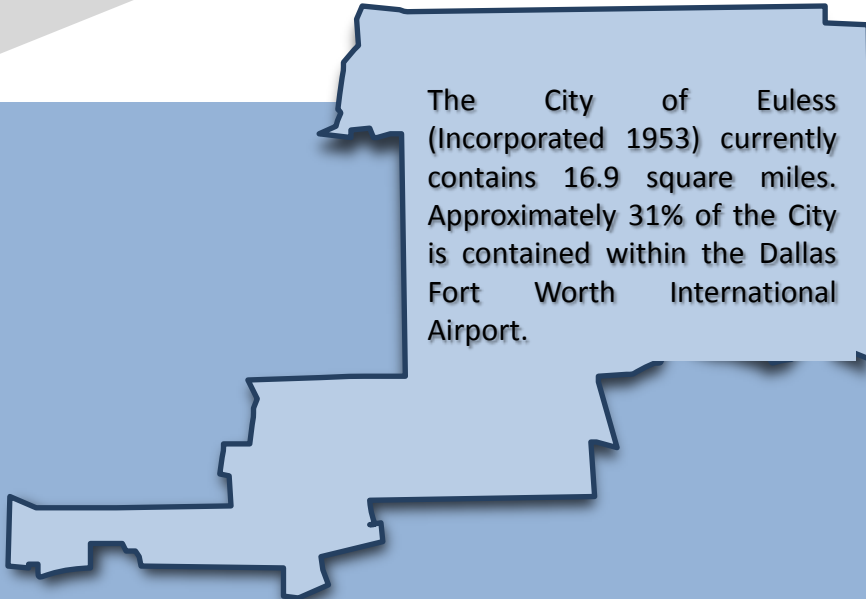 The City of Euless
(Incorporated 1953) currently
contains 16.9 square miles.
Approximately 31% of the City
is contained within the Dallas
Fort Worth International
Airport.